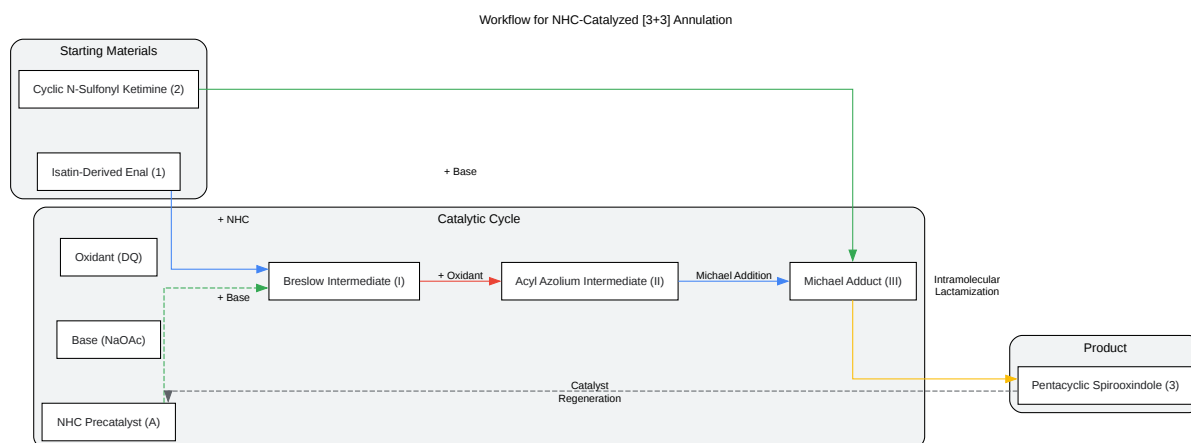 Workflow for NHC-Catalyzed [3+3] Annulation
Starting Materials
Cyclic N-Sulfonyl Ketimine (2)
Isatin-Derived Enal (1)
+ Base
+ NHC
Catalytic Cycle
Oxidant (DQ)
Breslow Intermediate (I)
+ Oxidant
Acyl Azolium Intermediate (II)
Michael Addition
Michael Adduct (III)
Intramolecular
Lactamization
+ Base
Base (NaOAc)
Product
Pentacyclic Spirooxindole (3)
Catalyst
Regeneration
NHC Precatalyst (A)